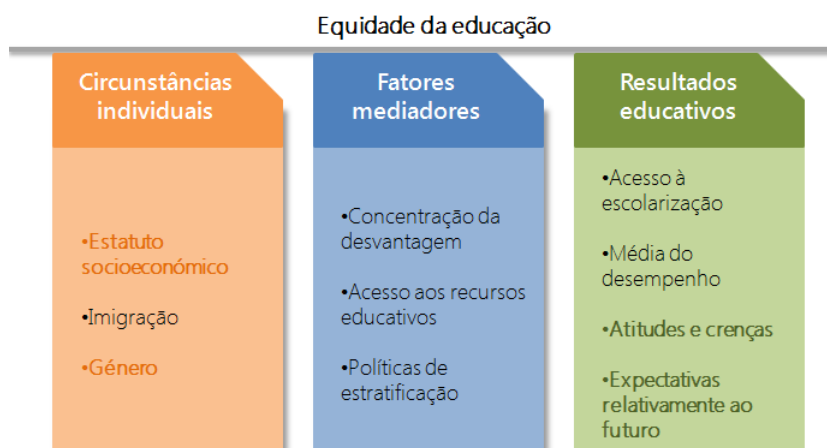 Equidade da educação
Circunstâncias
individuais
•Estatuto
socioeconómico
•Imigração
•Género
Fatores
mediadores
•Concentração da
desvantagem
•Acesso aos recursos
educativos
•Políticas de
estratificação
Resultados
educativos
•Acesso à
escolarização
•Média do
desempenho
•Atitudes e crenças
•Expectativas
relativamente ao
futuro